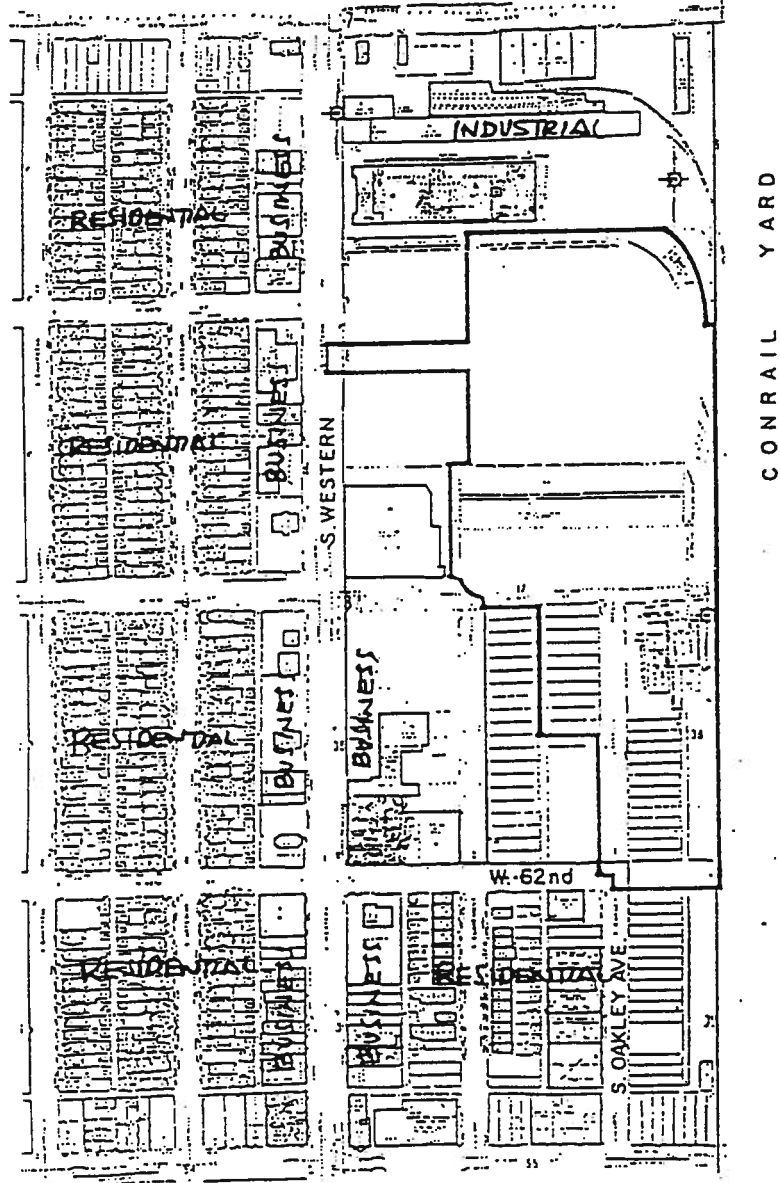 INDUSTRIAL
RESIDENTIAL
BUSINESS
CONRAIL YARD
RESIDENTIAL
BUSINESS
S. WESTERN
RESIDENTIAL
BUSINESS
BUSINESS
W. 62nd
RESIDENTIAL
BUSINESS
BUSINESS
RESIDENTIAL
S. OAKLEY AVE